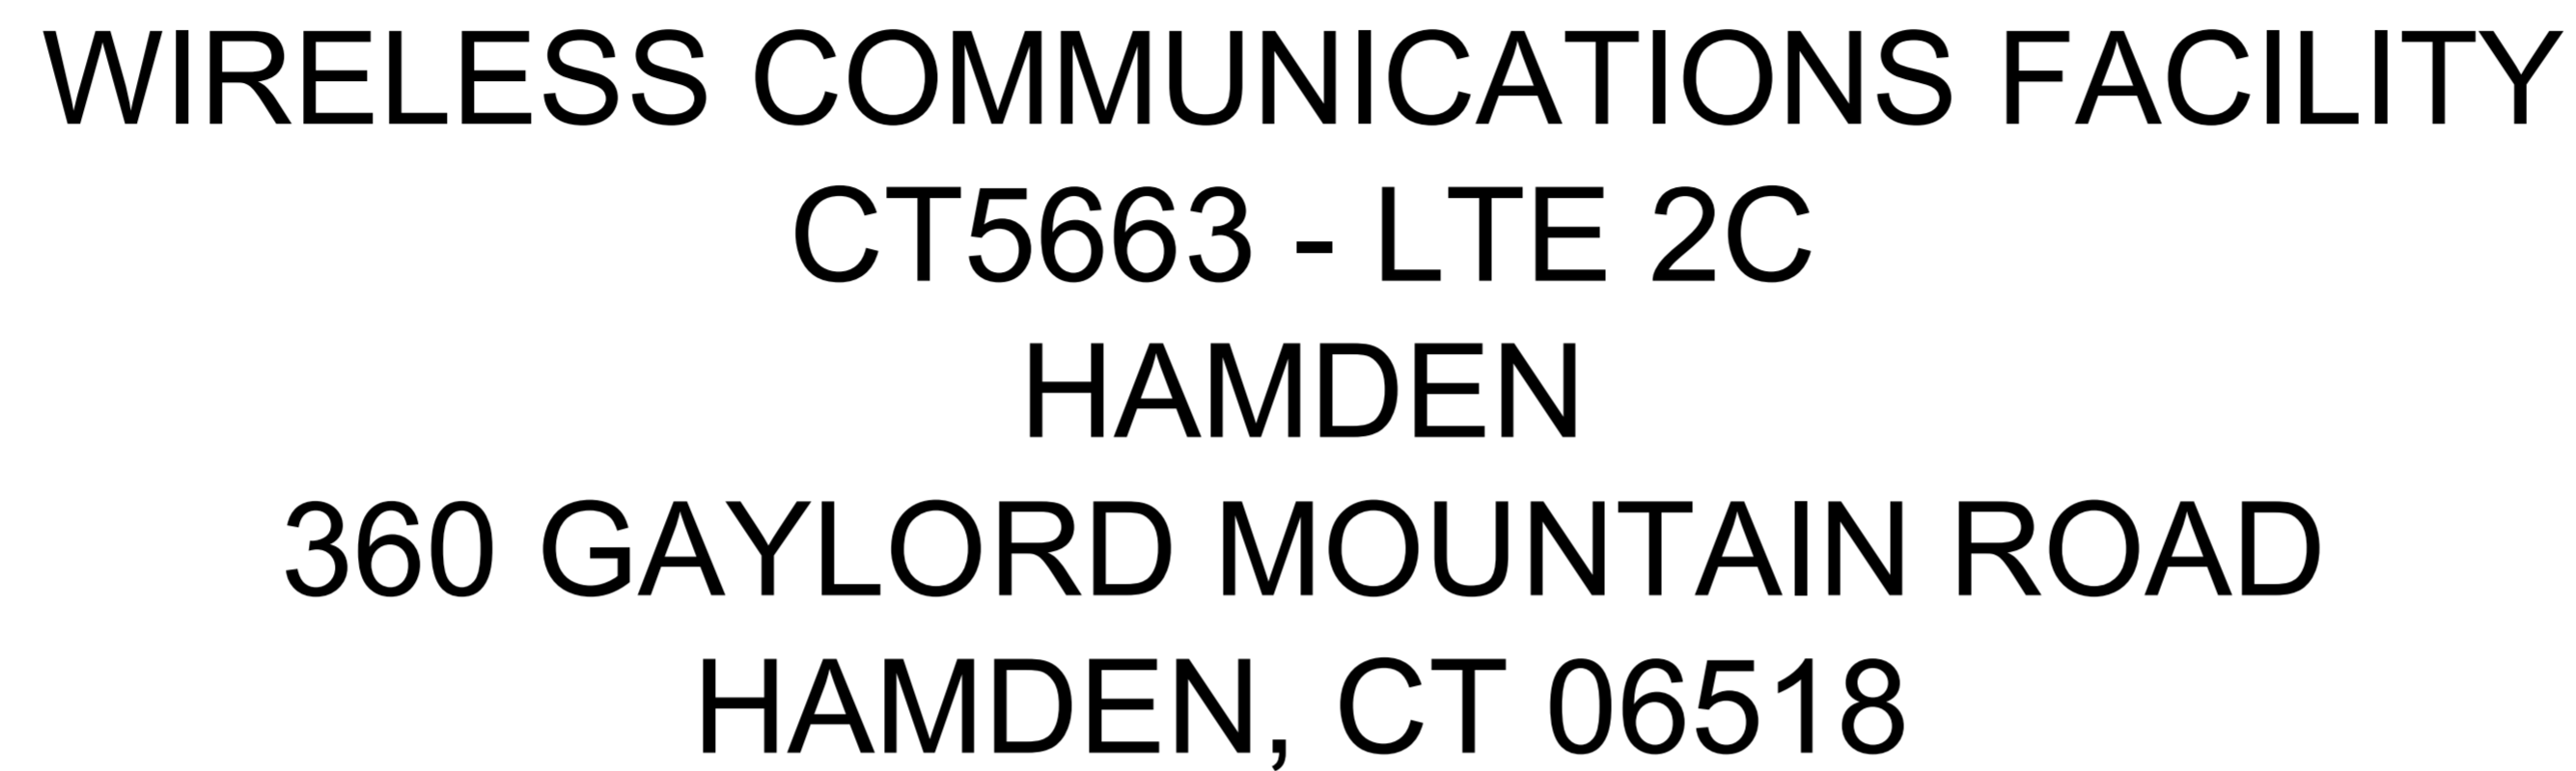 WIRELESS COMMUNICATIONS FACILITY
CT5663 - LTE 2C
HAMDEN
360 GAYLORD MOUNTAIN ROAD
HAMDEN, CT 06518